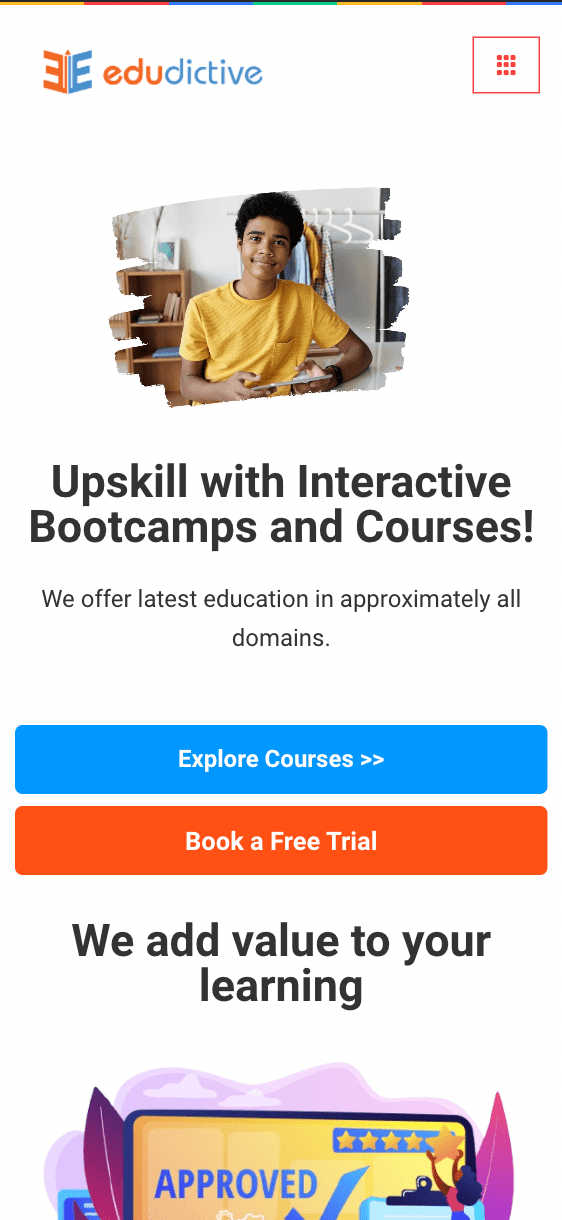 edudictive
Upskill with Interactive
Bootcamps and Courses!
We offer latest education in approximately all
domains.
Explore Courses >>
Book a Free Trial
We add value to your
learning
APPROVED